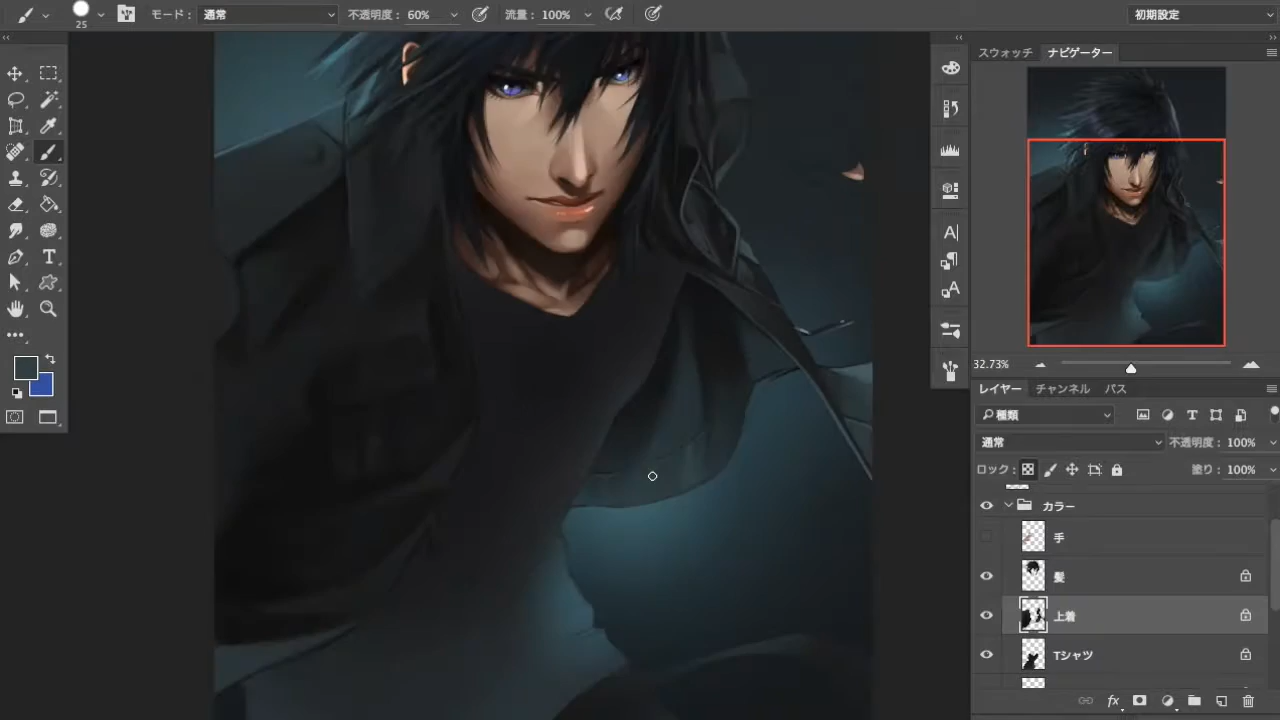 25
モード： 通常
不透明度： 60%
流量： 100%
初期設定
スウォッチ ナビゲーター
32.73%
レイヤー チャンネル パス
種類
通常 不透明度： 100%
ロック： 塗り： 100%
カラー
手
髪
上着
Tシャツ